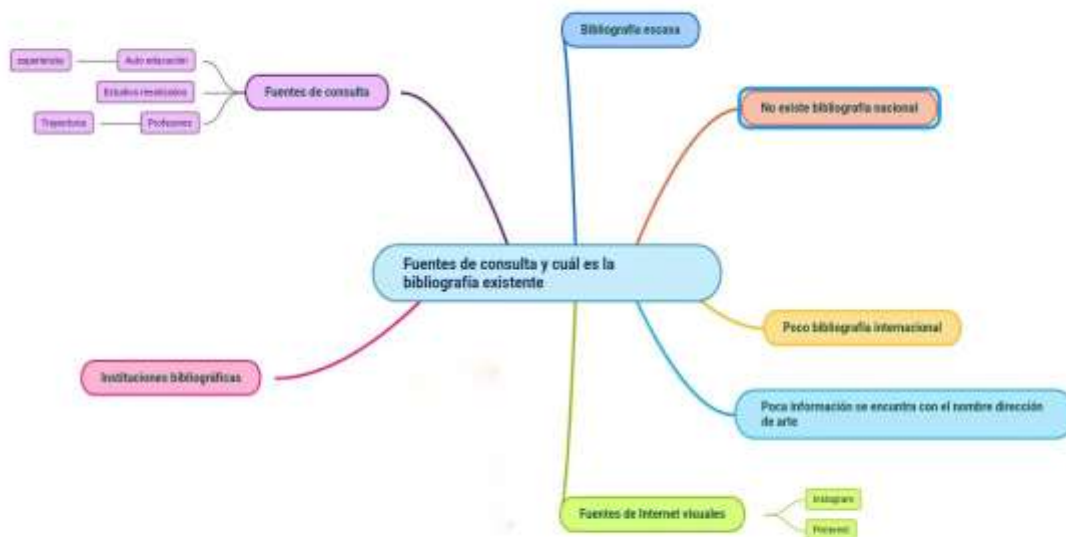 Bibliografía escasa
experiencia
Auto educación
Fuentes de consulta
Estudios realizados
Trayectoria
Profesores
No existe bibliografía nacional
Fuentes de consulta y cuál es la
bibliografía existente
Poco bibliografía internacional
Instituciones bibliográficas
Poca información se encuntra con el nombre dirección
de arte
Fuentes de Internet visuales
Instagram
Pinterest